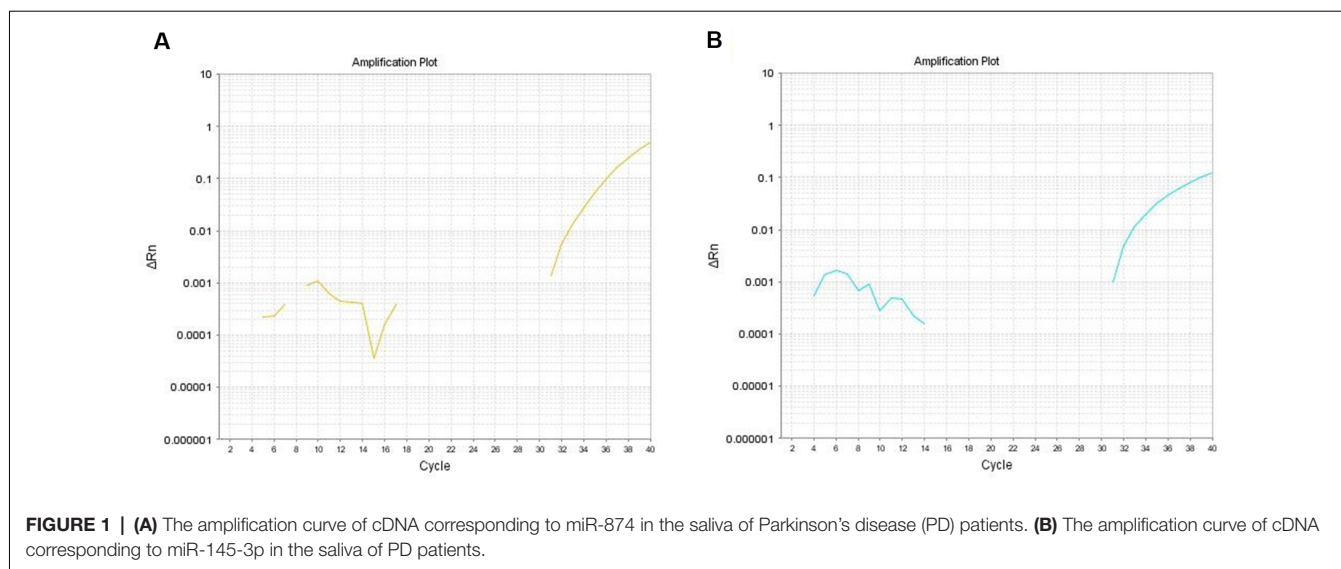 A
Amplification Plot
10
1
0.1
0.01
0.001
0.0001
0.00001
0.000001
ΔRn
2 4 6 8 10 12 14 16 18 20 22 24 26 28 30 32 34 36 38 40
Cycle
B
Amplification Plot
10
1
0.1
0.01
0.001
0.0001
0.00001
0.000001
ΔRn
2 4 6 8 10 12 14 16 18 20 22 24 26 28 30 32 34 36 38 40
Cycle
FIGURE 1 | (A) The amplification curve of cDNA corresponding to miR-874 in the saliva of Parkinson's disease (PD) patients. (B) The amplification curve of cDNA
corresponding to miR-145-3p in the saliva of PD patients.